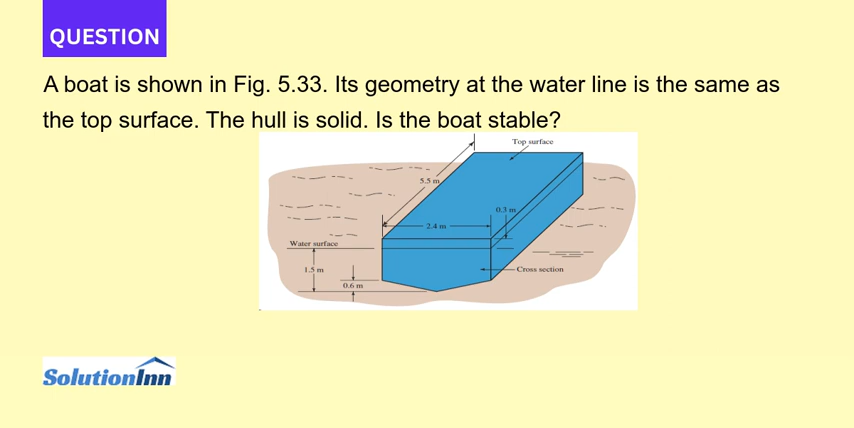 QUESTION
A boat is shown in Fig. 5.33. Its geometry at the water line is the same as
the top surface. The hull is solid. Is the boat stable?
Top surface
5.5 m
0.3 m
2.4 m
Water surface
1.5 m
Cross section
0.6 m
SolutionInn